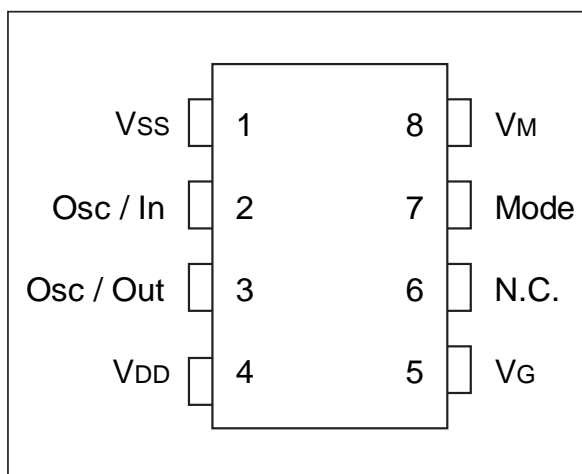 VSS 1 8 VM
Osc / In 2 7 Mode
Osc / Out 3 6 N.C.
VDD 4 5 VG